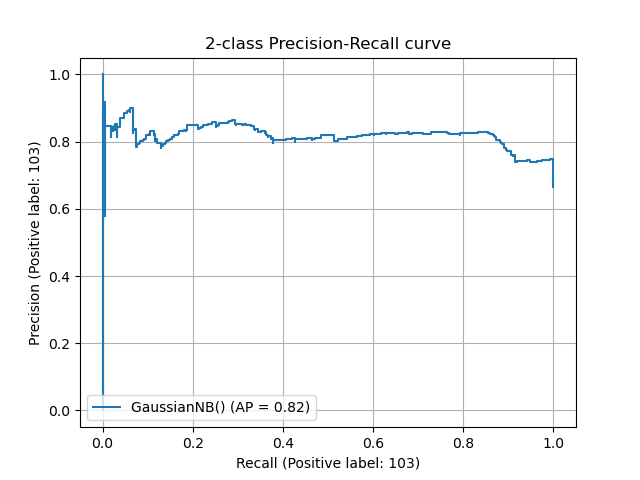 2-class Precision-Recall curve
1.0
0.8
0.6
0.4
0.2
0.0
Precision (Positive label: 103)
GaussianNB() (AP = 0.82)
0.0 0.2 0.4 0.6 0.8 1.0
Recall (Positive label: 103)